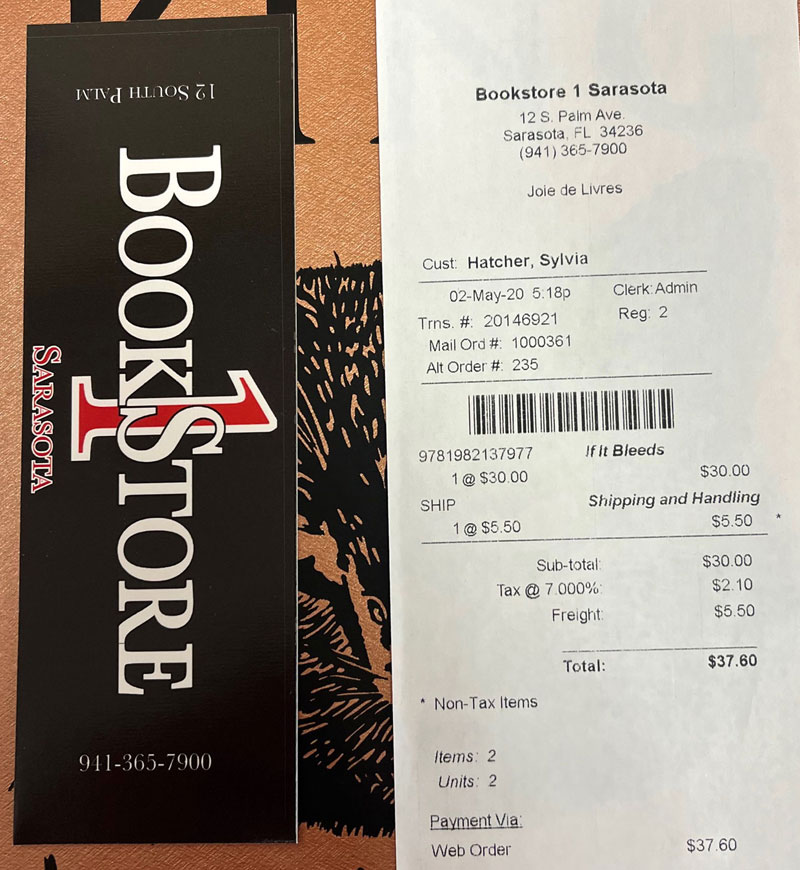 12 SOUTH PALM
BOOKSTORE
1
SARASOTA
941-365-7900
Bookstore 1 Sarasota
12 S. Palm Ave.
Sarasota, FL 34236
(941) 365-7900
Joie de Livres
Cust: Hatcher, Sylvia
02-May-20 5:18p Clerk:Admin
Trns. #: 20146921 Reg: 2
Mail Ord #: 1000361
Alt Order #: 235
9781982137977 If It Bleeds
1 @ $30.00 $30.00
SHIP Shipping and Handling
1 @ $5.50 $5.50 *
Sub-total: $30.00
Tax @ 7.000%: $2.10
Freight: $5.50
Total: $37.60
* Non-Tax Items
Items: 2
Units: 2
Payment Via:
Web Order $37.60